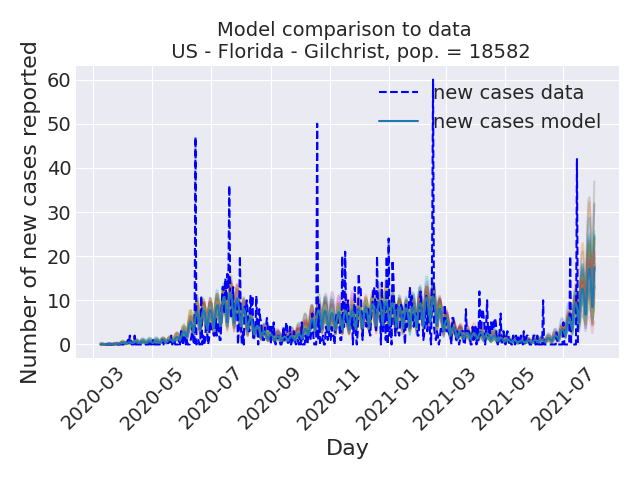 Model comparison to data
US - Florida - Gilchrist, pop. = 18582
Number of new cases reported
60
50
40
30
20
10
0
new cases data
new cases model
2020-03
2020-05
2020-07
2020-09
2020-11
2021-01
2021-03
2021-05
2021-07
Day